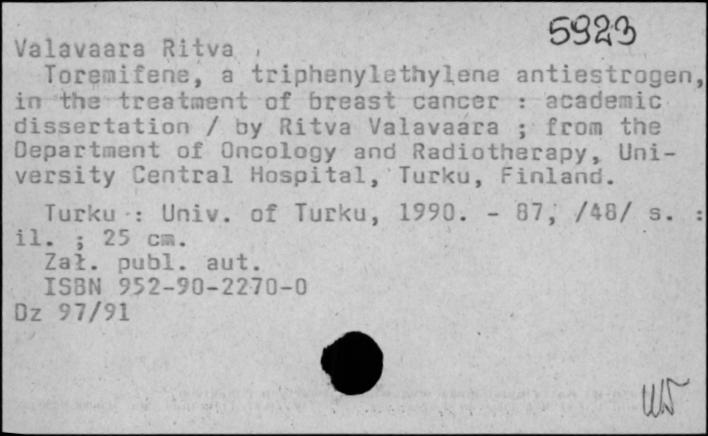 5923
Valavaara Ritva
Toremifene, a triphenylethylene antiestrogen,
in the treatment of breast cancer : academic
dissertation / by Ritva Valavaara ; from the
Department of Oncology and Radiotherapy, Uni-
versity Central Hospital, Turku, Finland.
Turku : Univ. of Turku, 1990. - 87, /48/ s. :
il. ; 25 cm.
Zał. publ. aut.
ISBN 952-90-2270-0
Dz 97/91